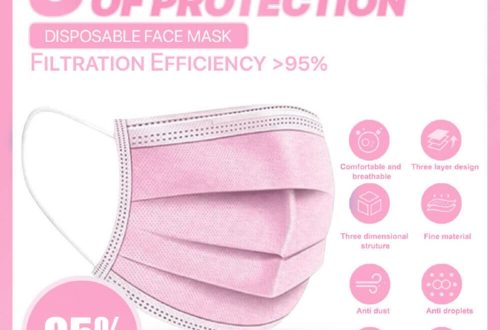 OF PROTECTION
DISPOSABLE FACE MASK
FILTRATION EFFICIENCY >95%
Comfortable and
breathable
Three layer design
Three dimensional
struture
Fine material
Anti dust
Anti droplets
95%